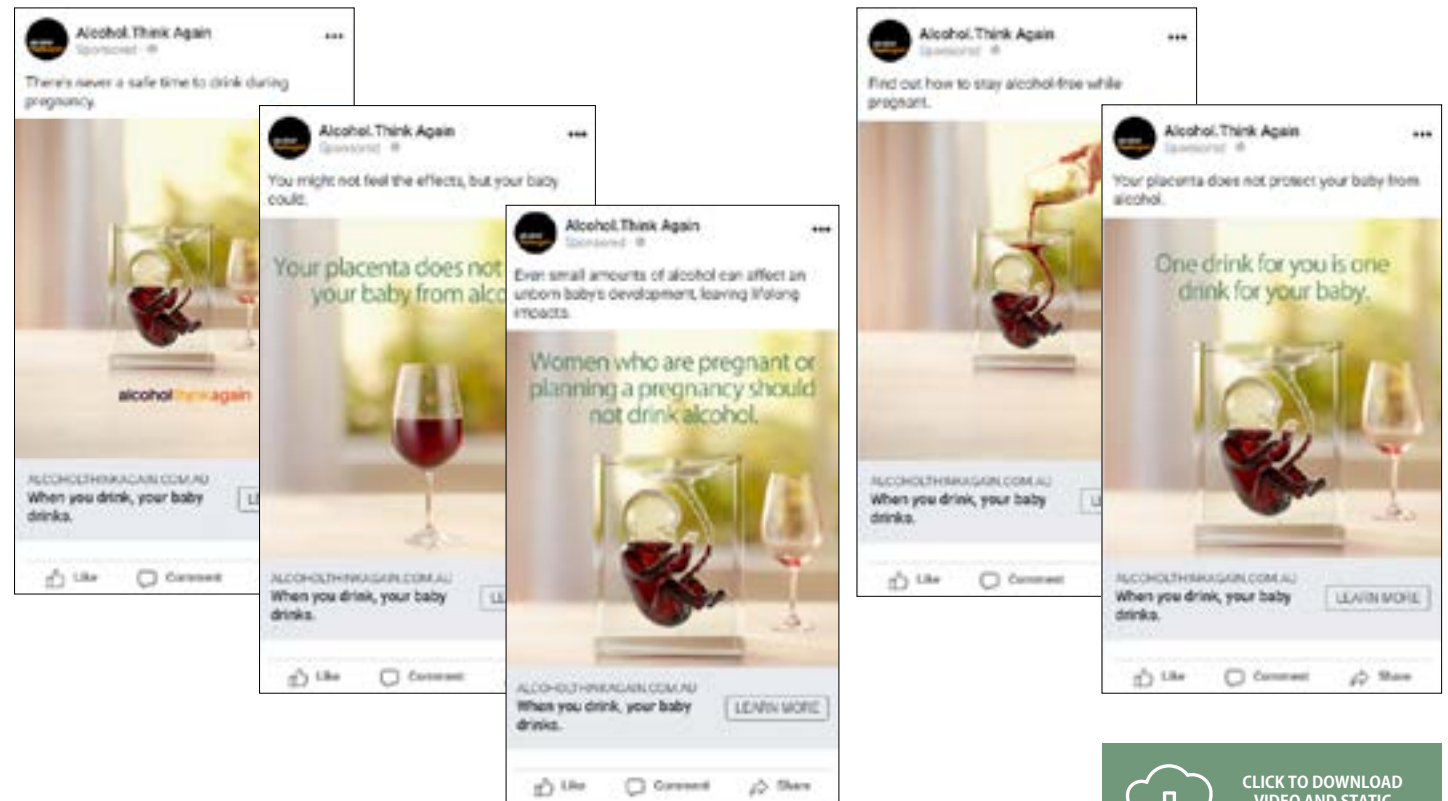 Alcohol.Think Again
Sponsored
There's never a safe time to drink during
pregnancy.
alcoholthinkagain
ALCOHOLTHINKAGAIN.COM.AU
When you drink, your baby
drinks.
Like
Comment
Alcohol.Think Again
Sponsored
You might not feel the effects, but your baby
could.
Your placenta does not
your baby from alco
ALCOHOLTHINKAGAIN.COM.AU
When you drink, your baby
drinks.
Like
Comment
Alcohol.Think Again
Sponsored
Even small amounts of alcohol can affect an
unborn baby's development, leaving lifelong
impacts.
Women who are pregnant or
planning a pregnancy should
not drink alcohol.
ALCOHOLTHINKAGAIN.COM.AU
When you drink, your baby
drinks.
LEARN MORE
Like
Comment
Share
Alcohol.Think Again
Sponsored
Find out how to stay alcohol-free while
pregnant.
ALCOHOLTHINKAGAIN.COM.AU
When you drink, your baby
drinks.
Like
Comment
Alcohol.Think Again
Sponsored
Your placenta does not protect your baby from
alcohol.
One drink for you is one
drink for your baby.
ALCOHOLTHINKAGAIN.COM.AU
When you drink, your baby
drinks.
LEARN MORE
Like
Comment
Share
CLICK TO DOWNLOAD
VIDEO AND STATIC